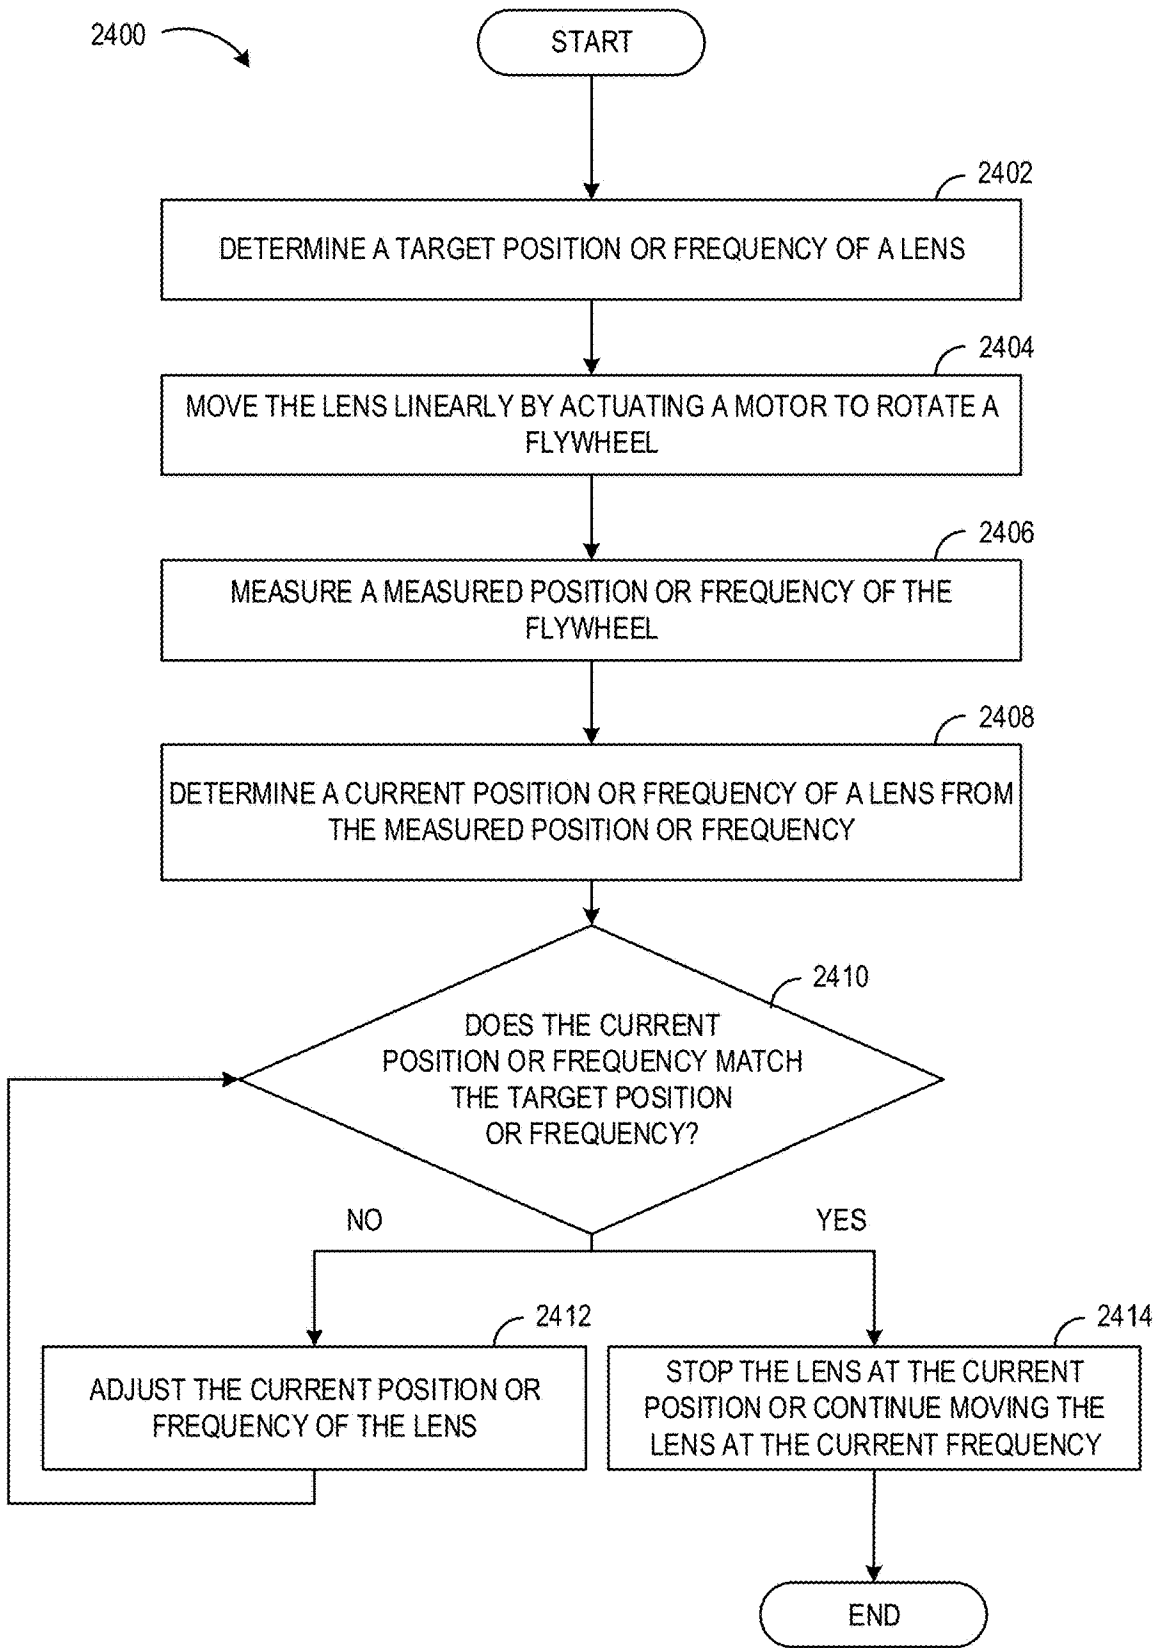 2400
START
2402
DETERMINE A TARGET POSITION OR FREQUENCY OF A LENS
2404
MOVE THE LENS LINEARLY BY ACTUATING A MOTOR TO ROTATE A
FLYWHEEL
2406
MEASURE A MEASURED POSITION OR FREQUENCY OF THE
FLYWHEEL
2408
DETERMINE A CURRENT POSITION OR FREQUENCY OF A LENS FROM
THE MEASURED POSITION OR FREQUENCY
2410
DOES THE CURRENT
POSITION OR FREQUENCY MATCH
THE TARGET POSITION
OR FREQUENCY?
NO
YES
2412
ADJUST THE CURRENT POSITION OR
FREQUENCY OF THE LENS
2414
STOP THE LENS AT THE CURRENT
POSITION OR CONTINUE MOVING THE
LENS AT THE CURRENT FREQUENCY
END